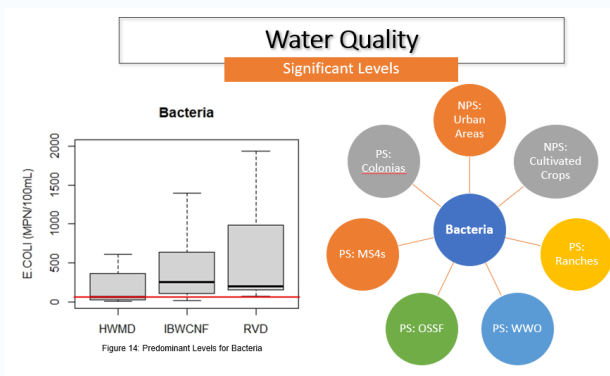 Water Quality
Significant Levels
Bacteria
E.COLI (MPN/100mL)
2000
1500
1000
500
0
HWMD
IBWCNF
RVD
Figure 14: Predominant Levels for Bacteria
NPS:
Urban
Areas
NPS:
Cultivated
Crops
PS:
Ranches
PS: WWO
PS: OSSF
PS: MS4s
PS:
Colonias
Bacteria